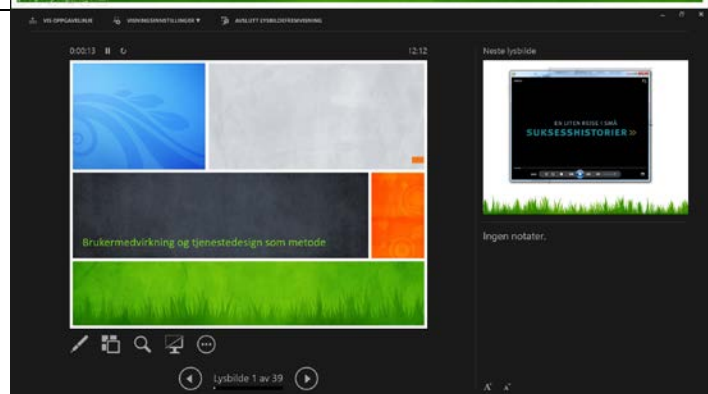 VIS OPPGAVELINJE VISNINGSINNSTILLINGER ▼ AVSLUTT LYSBILDEFREMVISNING
0:00:13 12:12
Brukermedvirkning og tjenestedesign som metode
Lysbilde 1 av 39
Neste lysbilde
EN LITEN REISE I SMÅ
SUKSESSHISTORIER »
Ingen notater.
A A